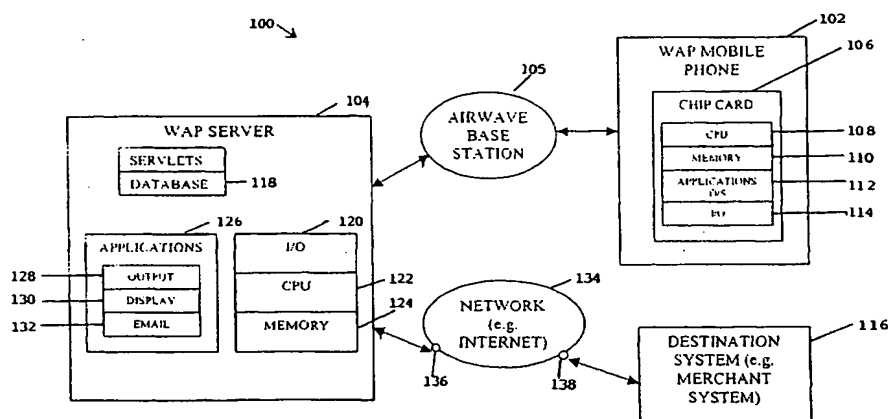 100
102
WAP MOBILE
PHONE
106
CHIP CARD
CPU
108
MEMORY
110
APPLICATIONS
O/S
112
I/O
114
105
AIRWAVE
BASE
STATION
104
WAP SERVER
SERVLETS
DATABASE
118
126
120
APPLICATIONS
128
OUTPUT
130
DISPLAY
132
EMAIL
I/O
CPU
122
MEMORY
124
134
NETWORK
(e.g.
INTERNET)
136
138
116
DESTINATION
SYSTEM (e.g.
MERCHANT
SYSTEM)